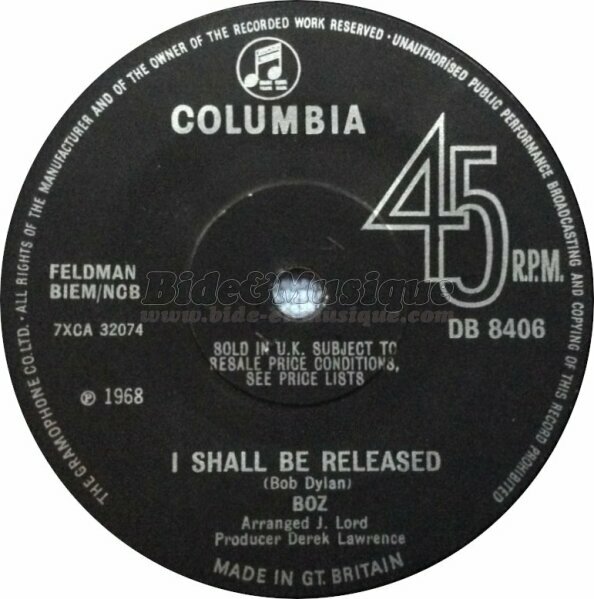 THE GRAMOPHONE CO.LTD. · ALL RIGHTS OF THE MANUFACTURER AND OF THE OWNER OF THE RECORDED WORK RESERVED · UNAUTHORISED PUBLIC PERFORMANCE BROADCASTING AND COPYING OF THIS RECORD PROHIBITED
COLUMBIA
45 R.P.M.
FELDMAN
BIEM/NCB
Bide&Musique
www.bide-et-musique.com
7XCA 32074
DB 8406
SOLD IN U.K. SUBJECT TO
RESALE PRICE CONDITIONS,
SEE PRICE LISTS
℗ 1968
I SHALL BE RELEASED
(Bob Dylan)
BOZ
Arranged J. Lord
Producer Derek Lawrence
MADE IN GT. BRITAIN